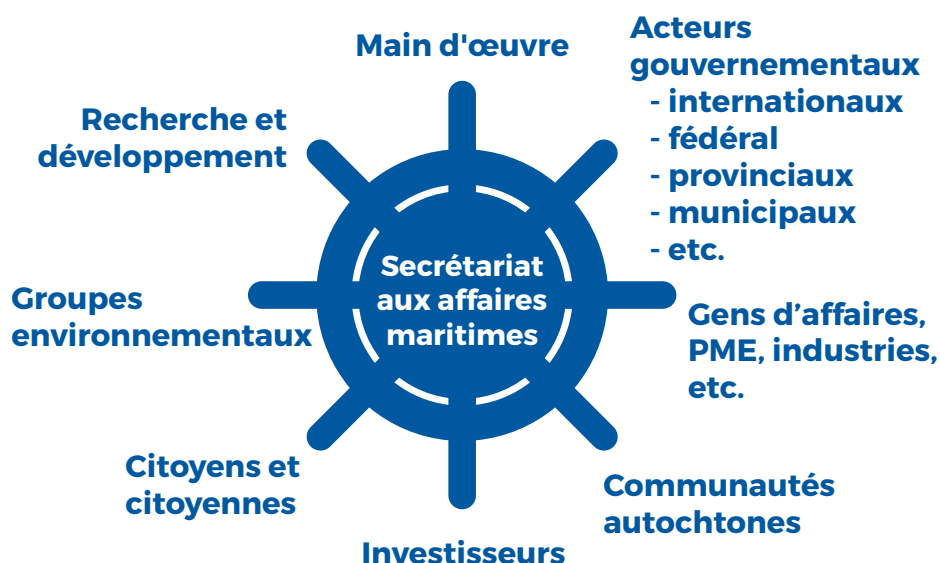 Main d'œuvre
Acteurs
gouvernementaux
- internationaux
- fédéral
- provinciaux
- municipaux
- etc.
Recherche et
développement
Secrétariat
aux affaires
maritimes
Groupes
environnementaux
Gens d’affaires,
PME, industries,
etc.
Citoyens et
citoyennes
Communautés
autochtones
Investisseurs